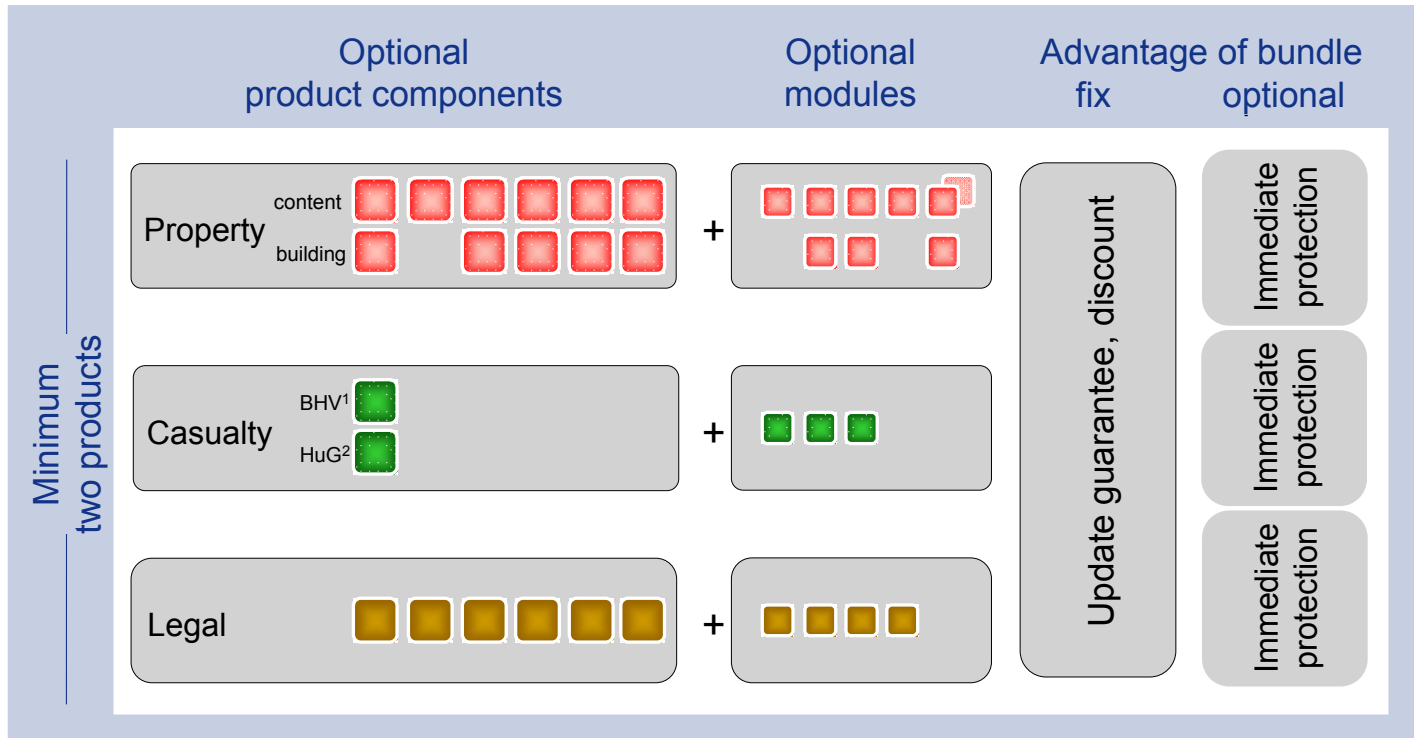 Optional
product components
Optional
modules
Advantage of bundle
fix optional
Minimum
two products
Property
content
building
+
Update guarantee, discount
Immediate
protection
Casualty
BHV¹
HuG²
+
Immediate
protection
Legal
+
Immediate
protection